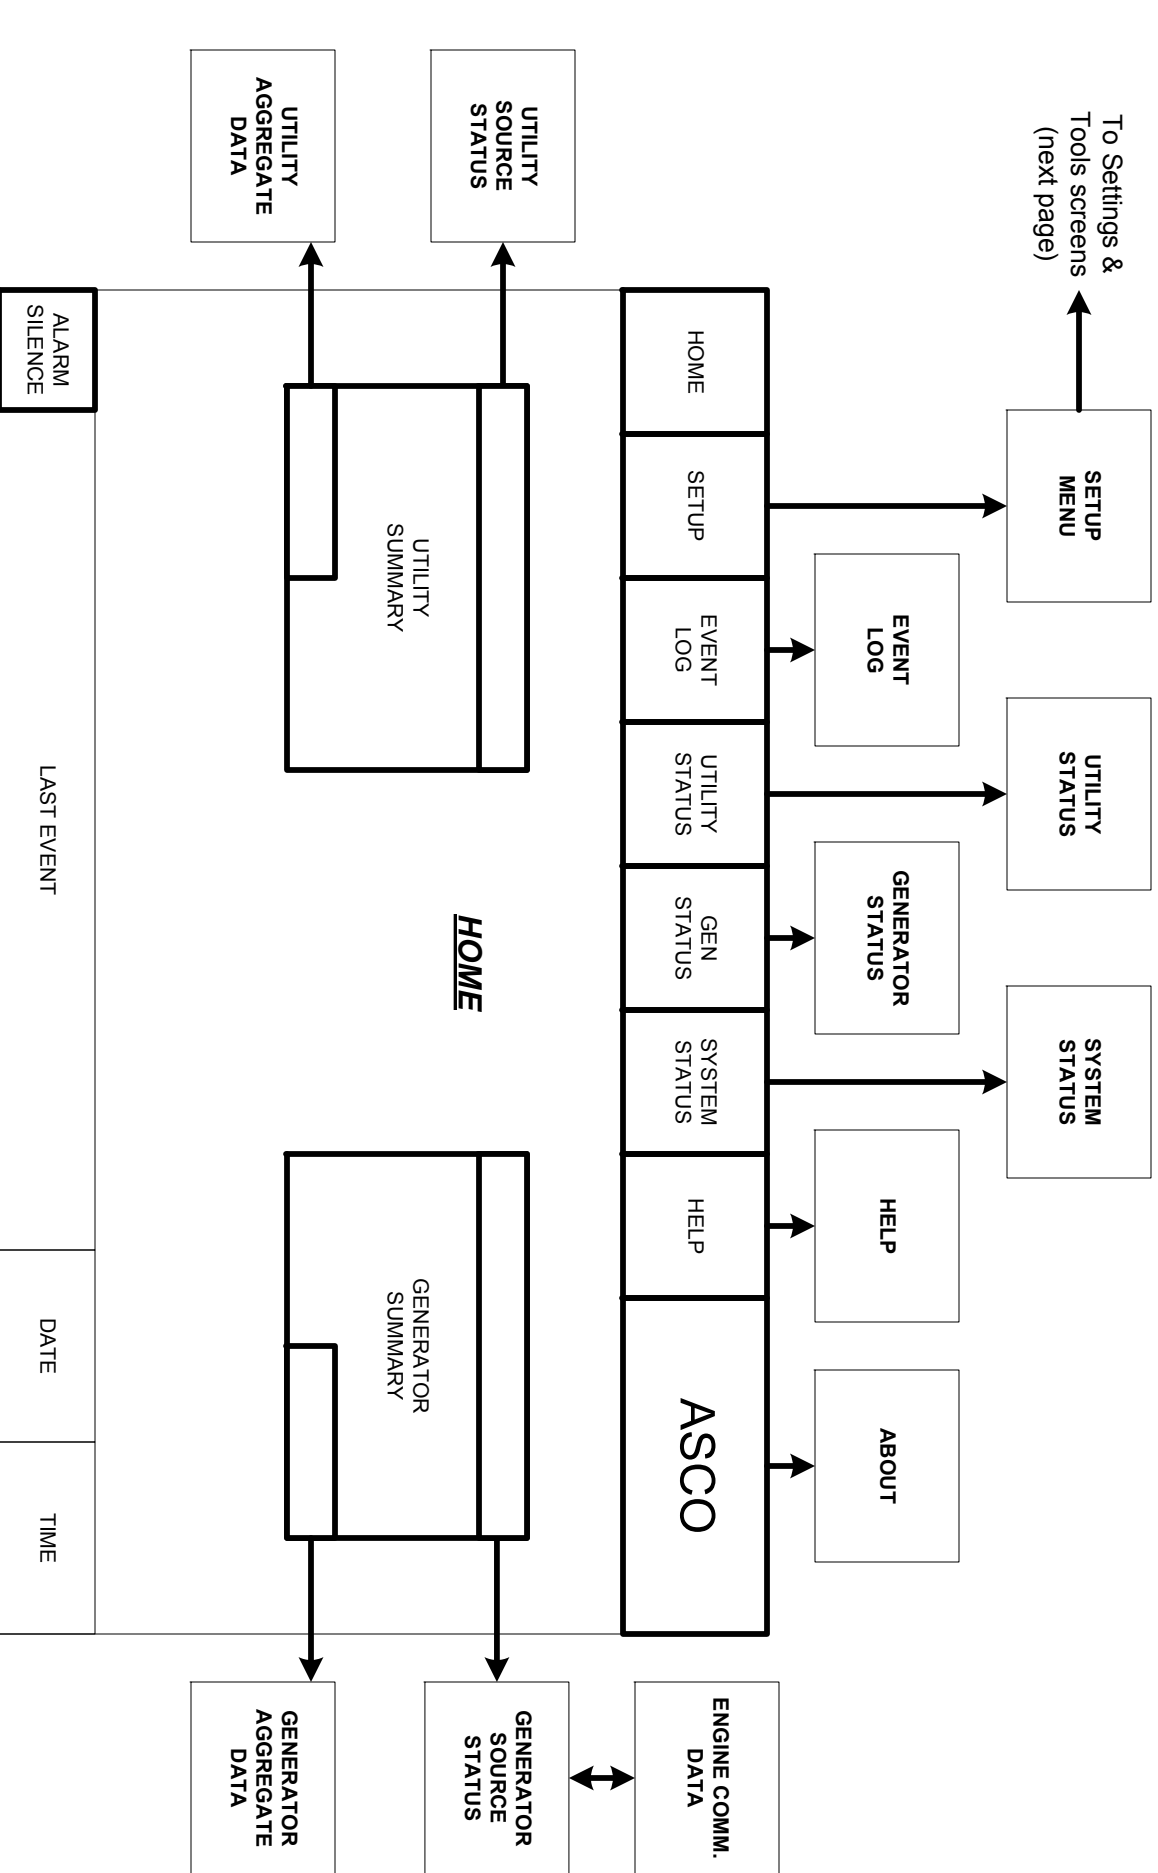 To Settings &
Tools screens
(next page)
SETUP
MENU
UTILITY
STATUS
SYSTEM
STATUS
EVENT
LOG
GENERATOR
STATUS
HELP
ABOUT
HOME
SETUP
EVENT
LOG
UTILITY
STATUS
GEN
STATUS
SYSTEM
STATUS
HELP
ASCO
ENGINE COMM.
DATA
UTILITY
SOURCE
STATUS
HOME
GENERATOR
SOURCE
STATUS
UTILITY
SUMMARY
GENERATOR
SUMMARY
UTILITY
AGGREGATE
DATA
GENERATOR
AGGREGATE
DATA
ALARM
SILENCE
LAST EVENT
DATE
TIME